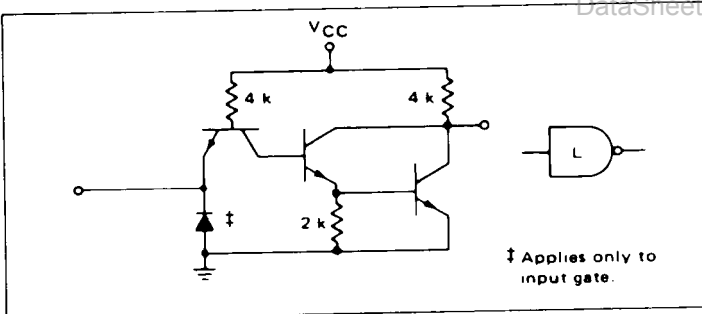 DataSheet
VCC
4 k
4 k
L
‡
2 k
‡ Applies only to
input gate.